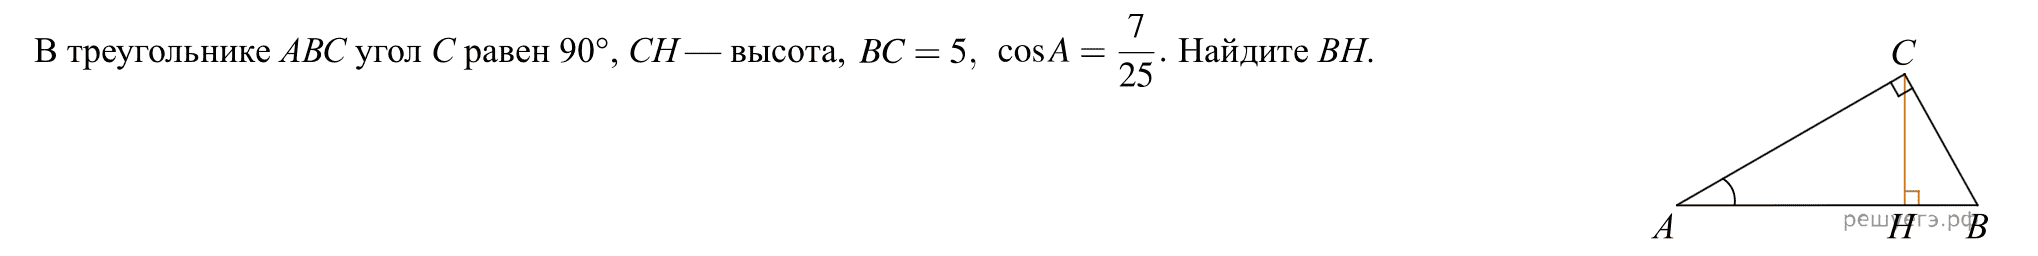 В треугольнике ABC угол C равен 90°, CH — высота, BC = 5, cos A = 7/25. Найдите BH.
C
A
H
B
решуегэ.рф